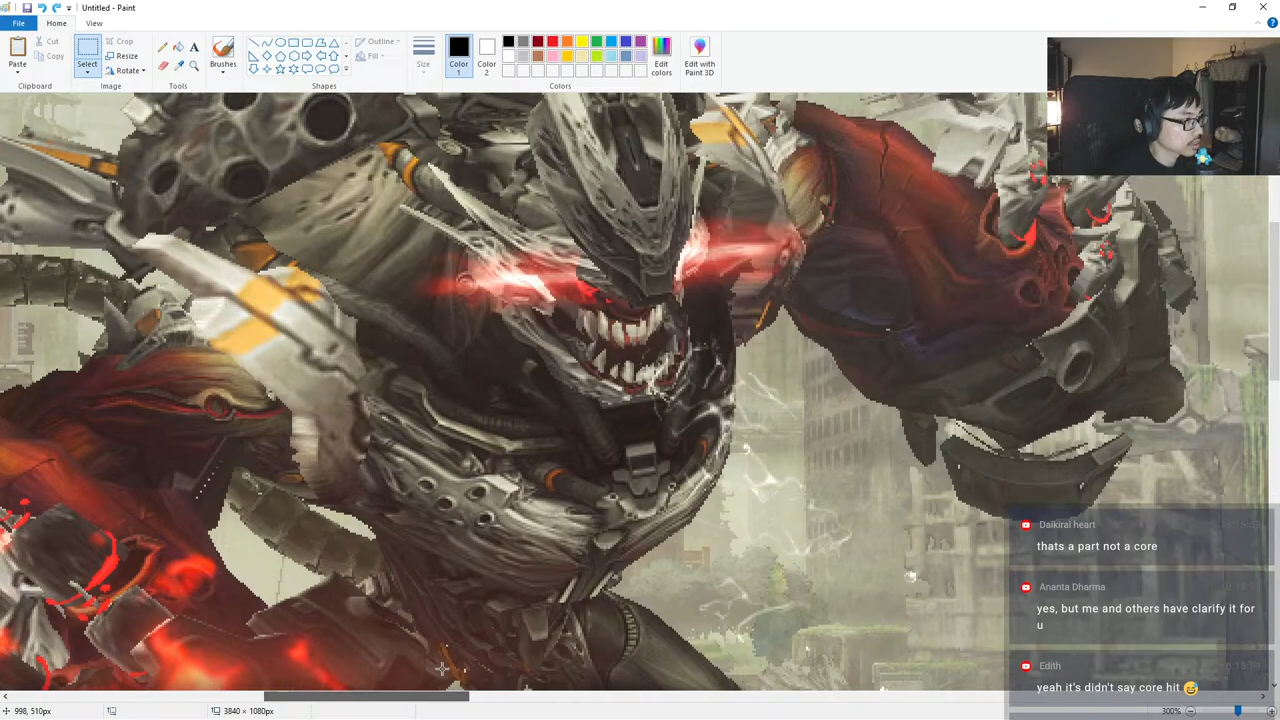 Untitled - Paint
File
Home
View
Paste
Cut
Copy
Clipboard
Select
Crop
Resize
Rotate
Image
A
Tools
Brushes
Shapes
Outline
Fill
Size
Color 1
Color 2
Edit colors
Colors
Edit with Paint 3D
Daikirai heart
thats a part not a core
Ananta Dharma
yes, but me and others have clarify it for
u
Edith
yeah it's didn't say core hit 😅
998, 510px
3840 × 1080px
300%